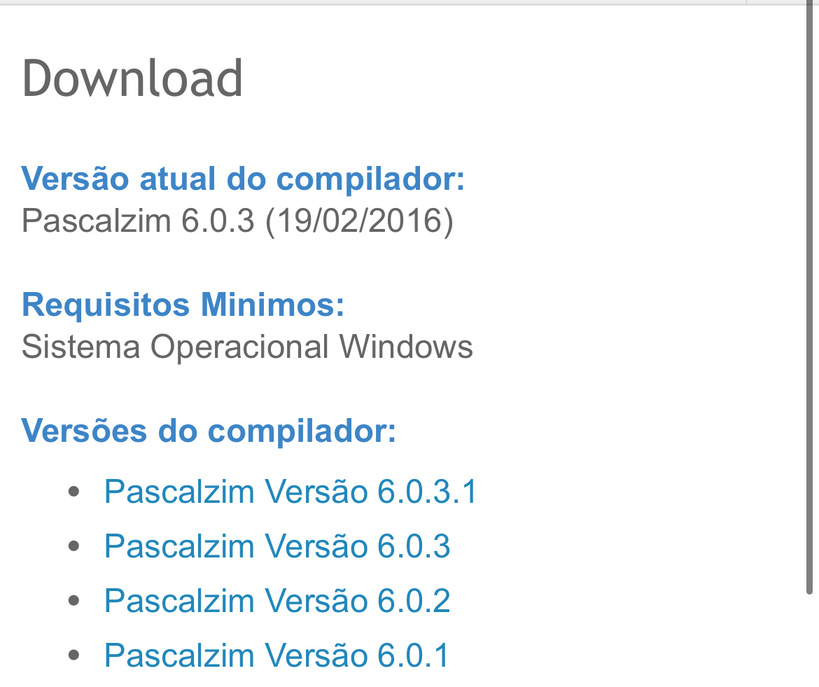 Download
Versão atual do compilador:
Pascalzim 6.0.3 (19/02/2016)
Requisitos Minimos:
Sistema Operacional Windows
Versões do compilador:
• Pascalzim Versão 6.0.3.1
• Pascalzim Versão 6.0.3
• Pascalzim Versão 6.0.2
• Pascalzim Versão 6.0.1